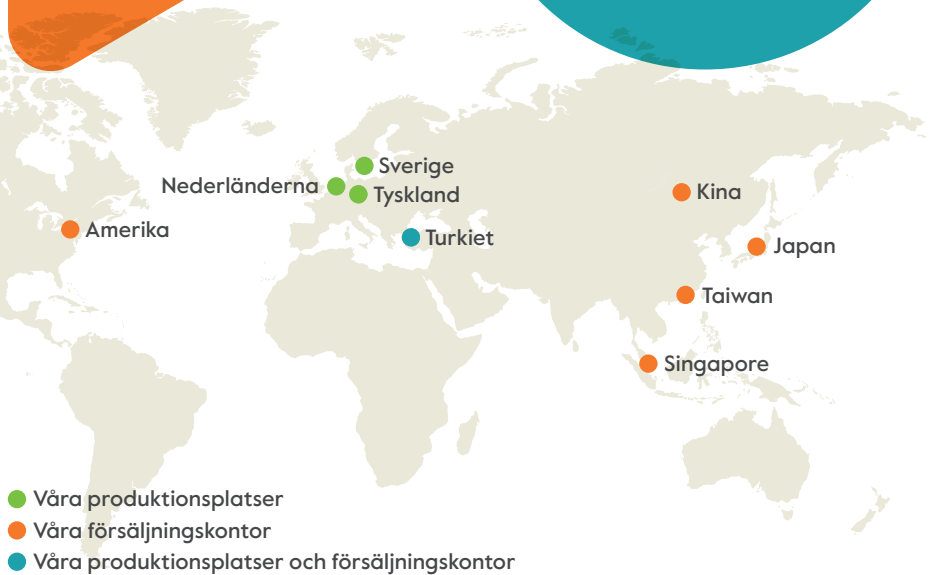 Sverige
Nederländerna
Tyskland
Kina
Amerika
Turkiet
Japan
Taiwan
Singapore
Våra produktionsplatser
Våra försäljningskontor
Våra produktionsplatser och försäljningskontor